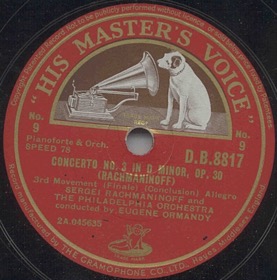 "HIS MASTER'S VOICE"
No. 9
No. 9
Pianoforte & Orch.
SPEED 78
D.B.8817
CONCERTO NO. 3 IN D MINOR, OP. 30
(RACHMANINOFF)
3rd Movement (Finale) (Conclusion) Allegro
SERGEI RACHMANINOFF AND
THE PHILADELPHIA ORCHESTRA
conducted by EUGENE ORMANDY
2A.045635
THE GRAMOPHONE CO. LTD.